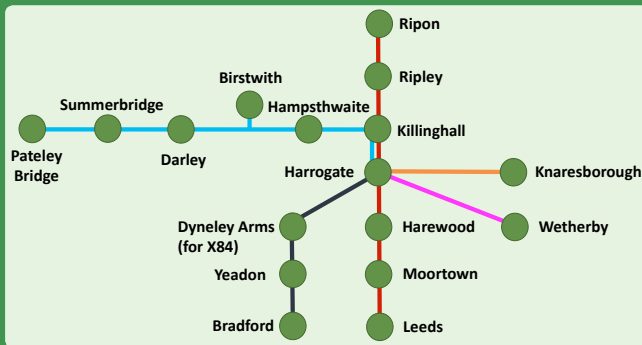 Ripon
Ripley
Birstwith
Summerbridge
Hampsthwaite
Killinghall
Pateley
Bridge
Darley
Harrogate
Knaresborough
Dyneley Arms
(for X84)
Harewood
Wetherby
Yeadon
Moortown
Bradford
Leeds